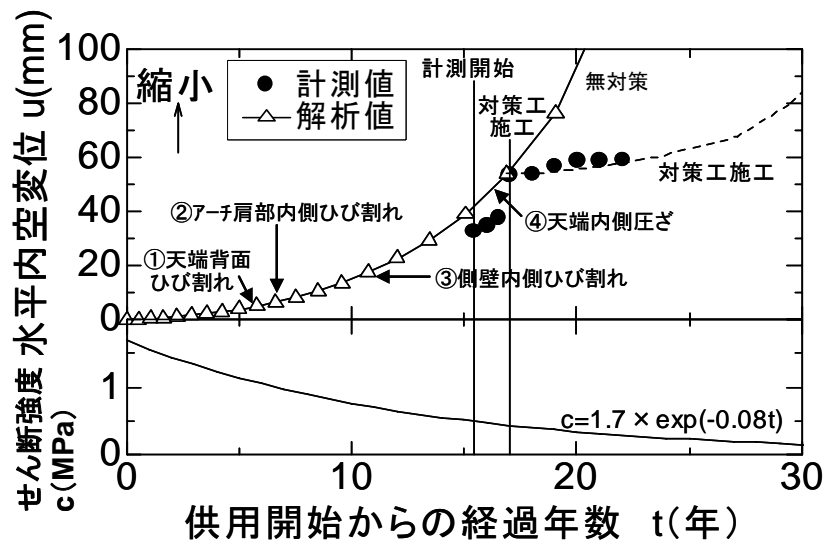 100
80
60
40
20
0
水平内空変位 u(mm)
縮小
計測値
解析値
計測開始
対策工
施工
無対策
対策工施工
②アーチ肩部内側ひび割れ
①天端背面
ひび割れ
③側壁内側ひび割れ
④天端内側圧ざ
せん断強度
c(MPa)
1
0
c=1.7×exp(-0.08t)
0 10 20 30
供用開始からの経過年数 t(年)